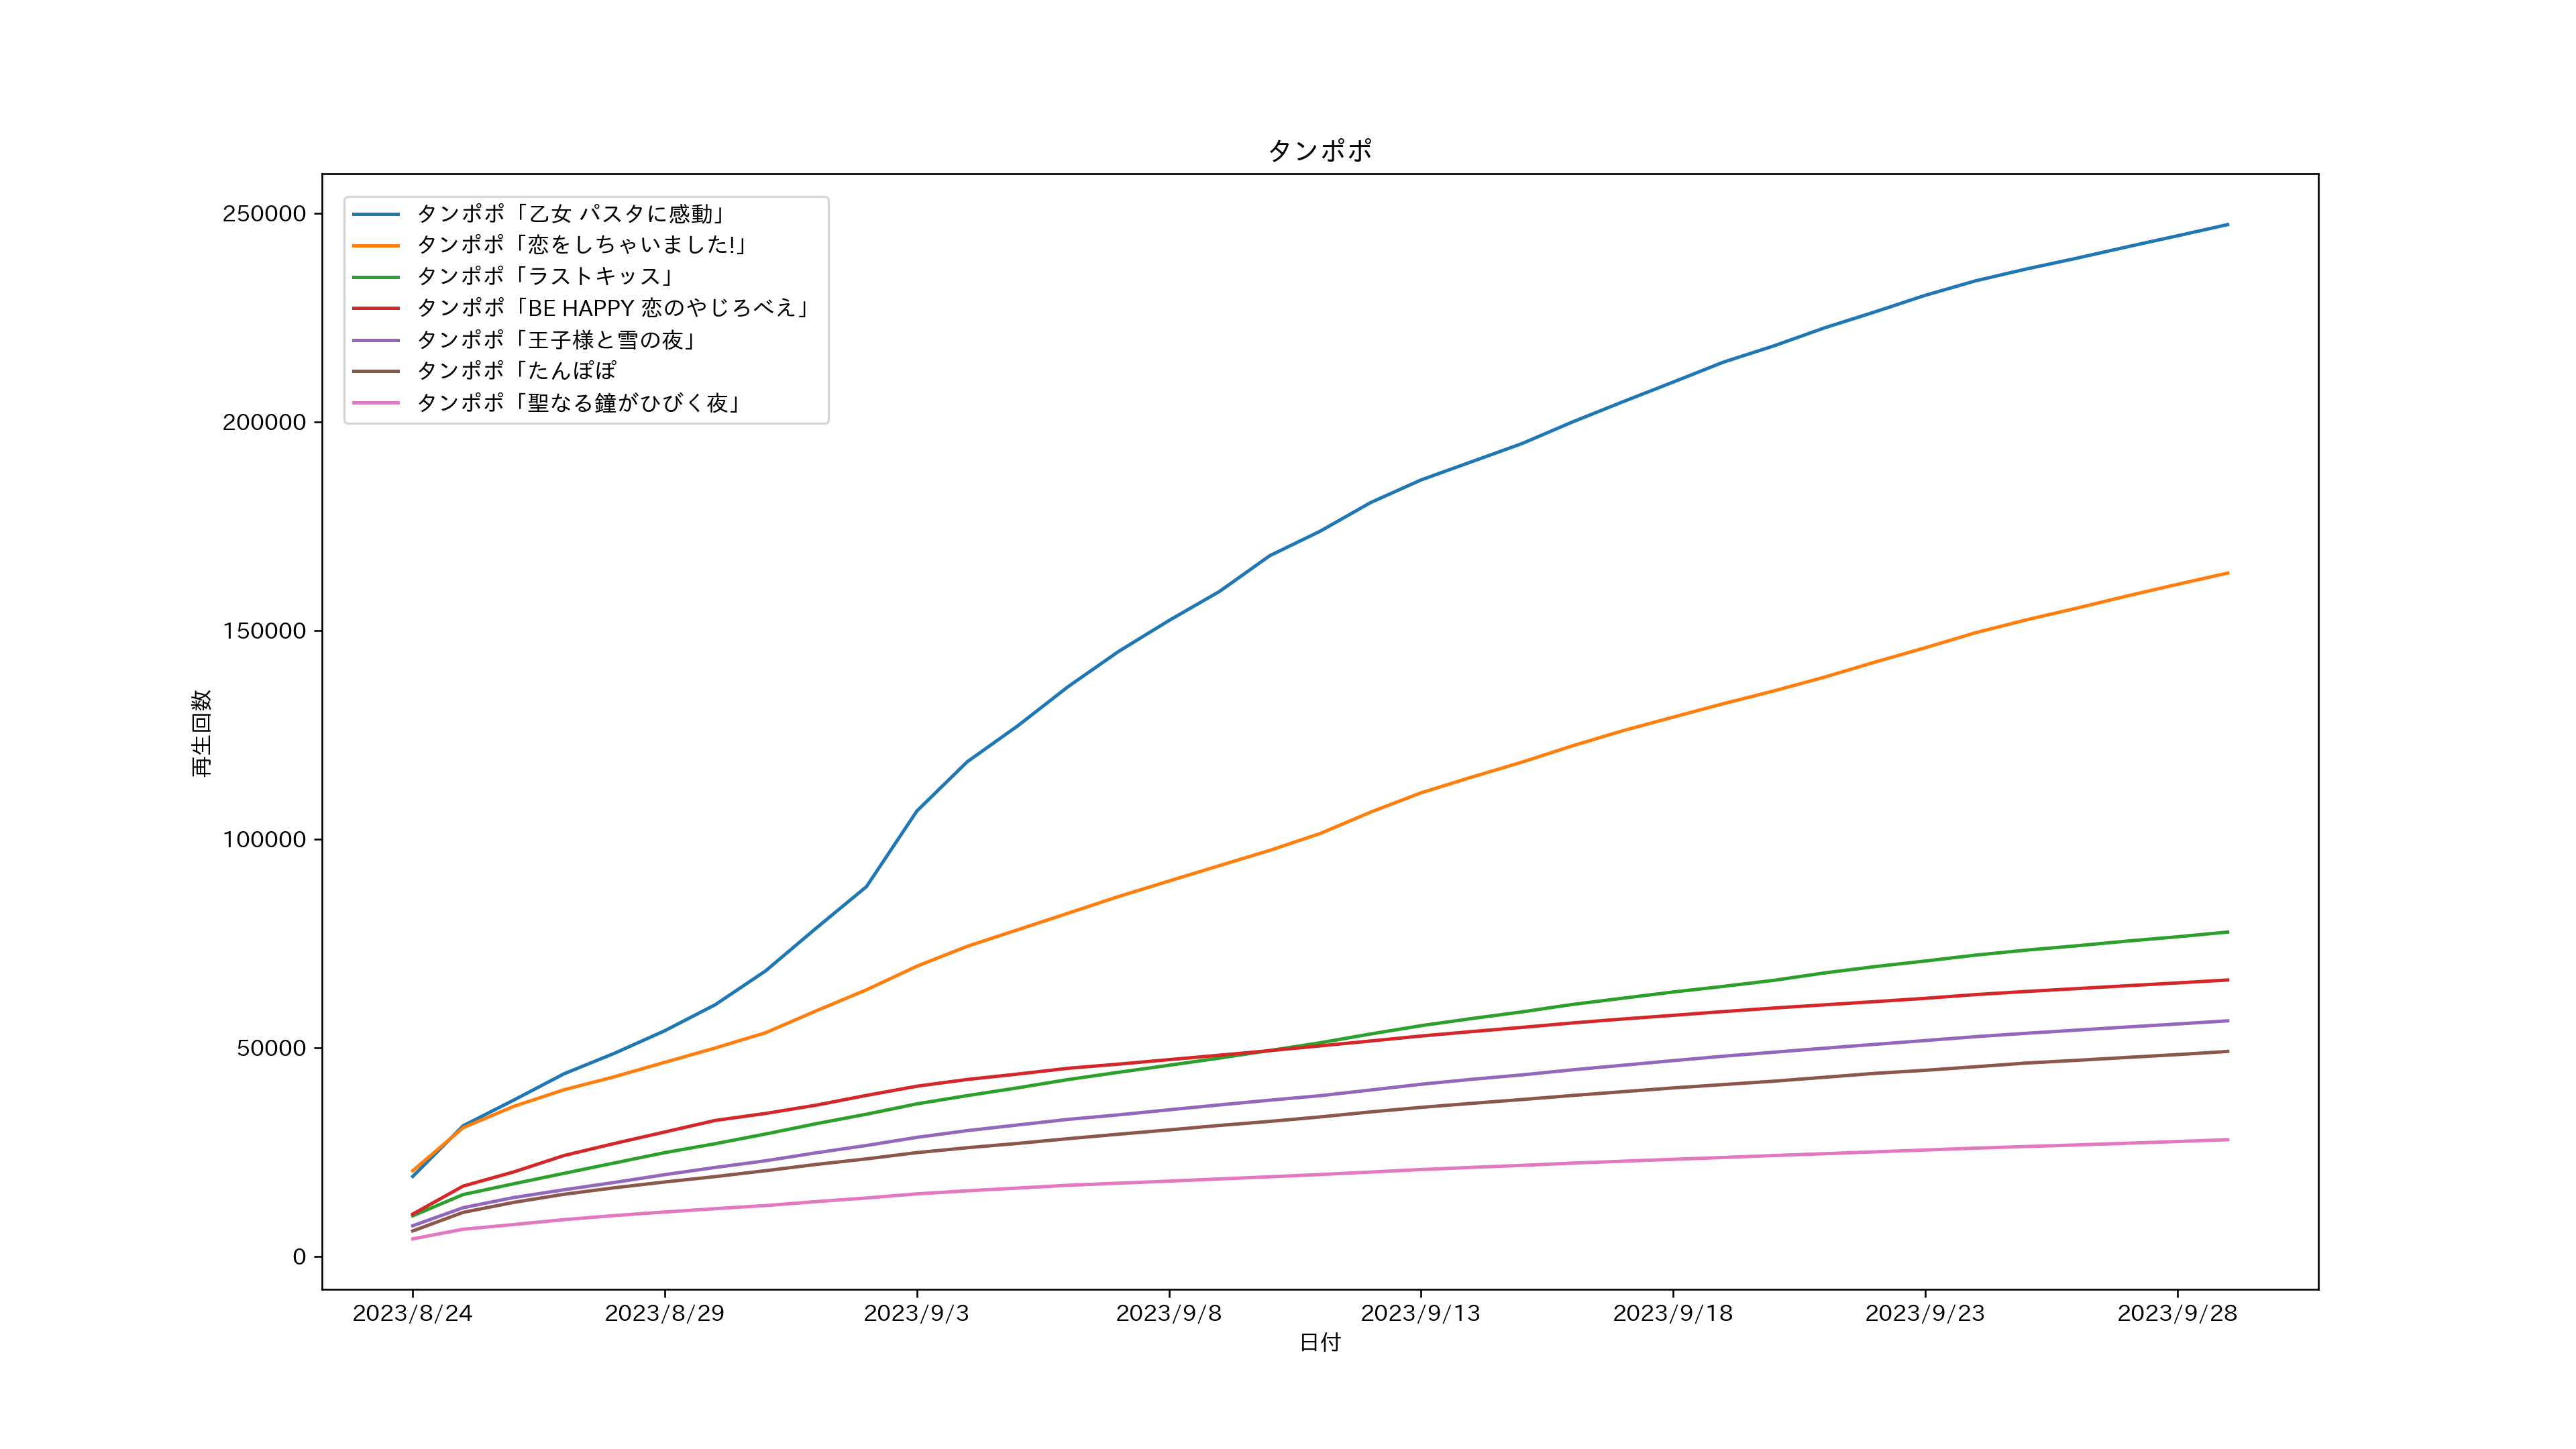 タンポポ
タンポポ「乙女 パスタに感動」
タンポポ「恋をしちゃいました!」
タンポポ「ラストキッス」
タンポポ「BE HAPPY 恋のやじろべえ」
タンポポ「王子様と雪の夜」
タンポポ「たんぽぽ
タンポポ「聖なる鐘がひびく夜」
250000
200000
150000
100000
50000
0
再生回数
2023/8/24 2023/8/29 2023/9/3 2023/9/8 2023/9/13 2023/9/18 2023/9/23 2023/9/28
日付